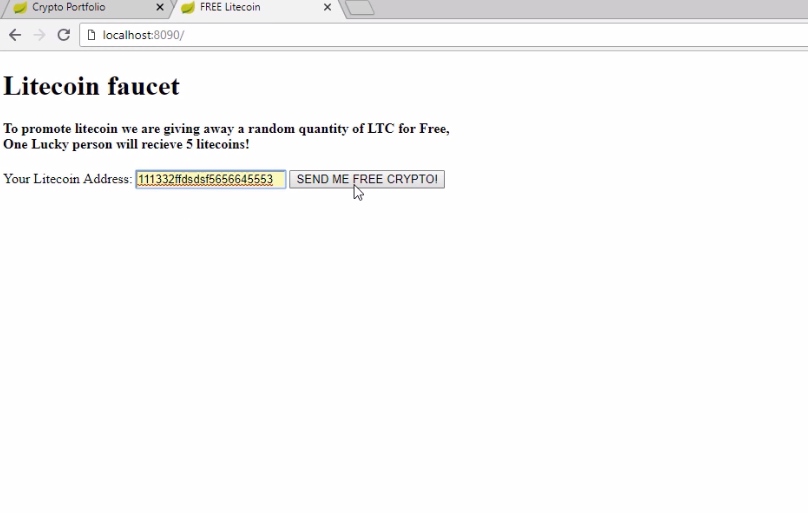 Crypto Portfolio
FREE Litecoin
localhost:8090/
Litecoin faucet
To promote litecoin we are giving away a random quantity of LTC for Free,
One Lucky person will recieve 5 litecoins!
Your Litecoin Address: 111332ffdsdsf5656645553 SEND ME FREE CRYPTO!